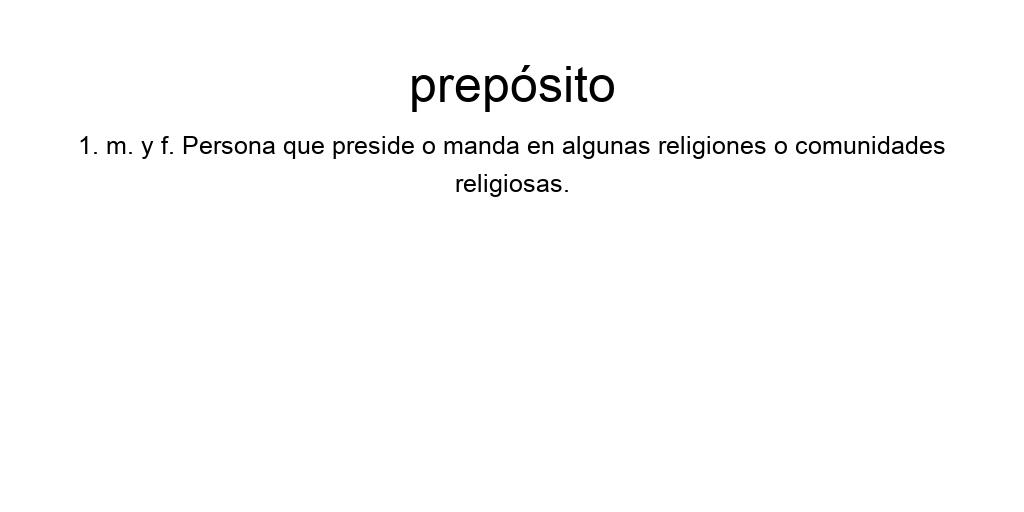 prepósito
1. m. y f. Persona que preside o manda en algunas religiones o comunidades
religiosas.